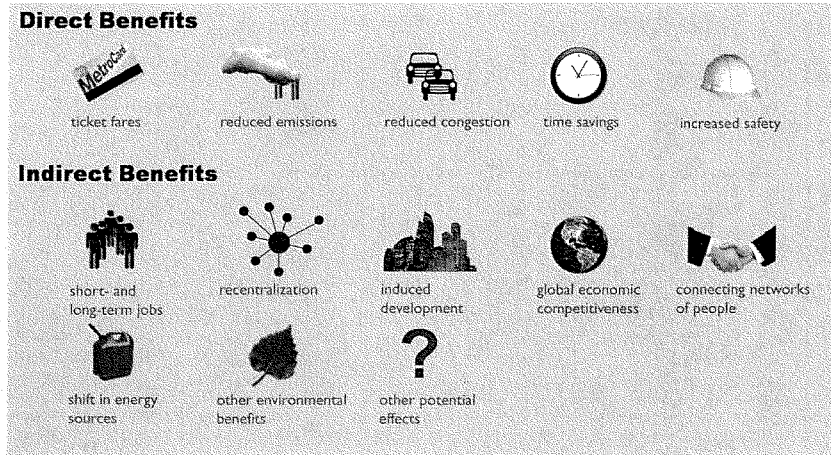 Direct Benefits
MetroCard
ticket fares
reduced emissions
reduced congestion
time savings
increased safety
Indirect Benefits
short- and
long-term jobs
recentralization
induced
development
global economic
competitiveness
connecting networks
of people
?
shift in energy
sources
other environmental
benefits
other potential
effects